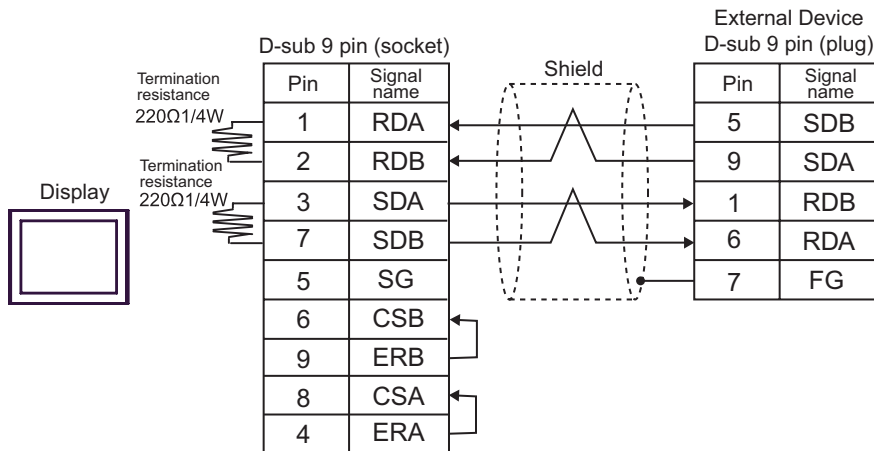 External Device
D-sub 9 pin (socket)
D-sub 9 pin (plug)
Shield
Termination
resistance
220Ω1/4W
Termination
resistance
220Ω1/4W
Display
Pin Signal name
1 RDA
2 RDB
3 SDA
7 SDB
5 SG
6 CSB
9 ERB
8 CSA
4 ERA
Pin Signal name
5 SDB
9 SDA
1 RDB
6 RDA
7 FG